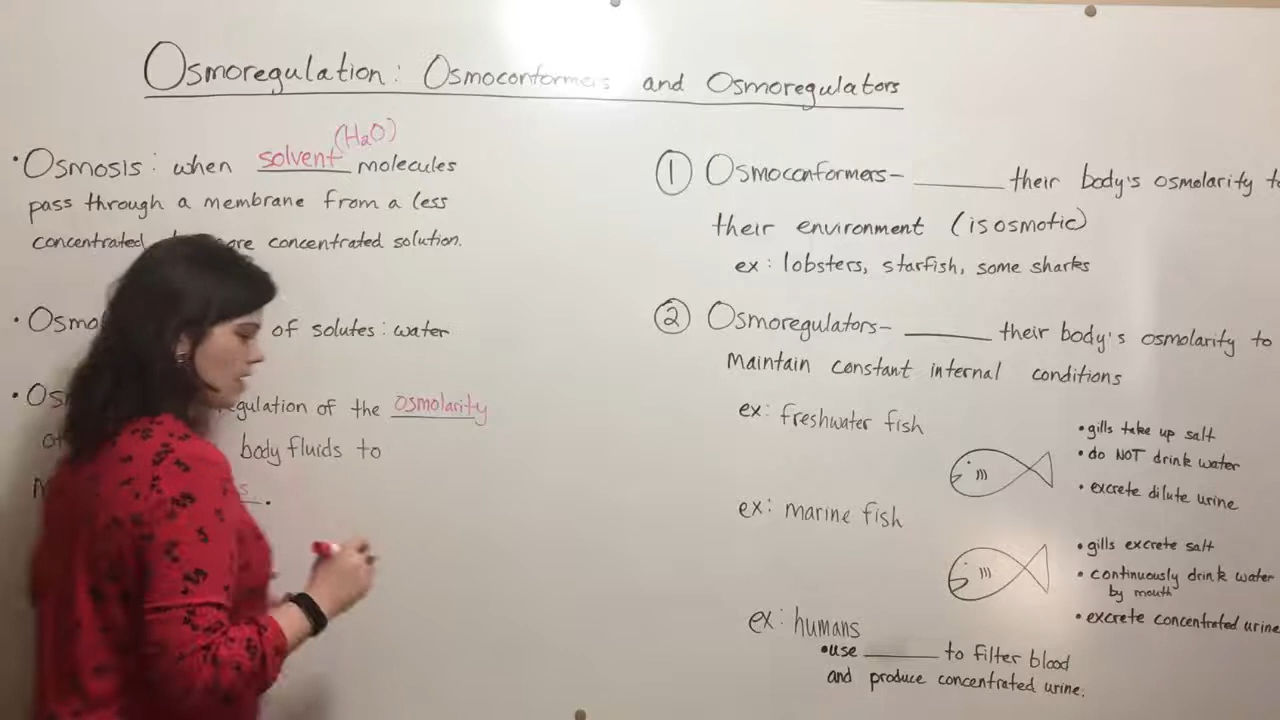 Osmoregulation: Osmoconformers and Osmoregulators
(H2O)
• Osmosis: when solvent molecules
pass through a membrane from a less
concentrated concentrated solution.
• of solutes: water
• of the osmolarity
body fluids to
① Osmoconformers- ______ their body's osmolarity to
their environment (isosmotic)
ex: lobsters, starfish, some sharks
② Osmoregulators- ______ their body's osmolarity to
maintain constant internal conditions
ex: freshwater fish
• gills take up salt
• do NOT drink water
• excrete dilute urine
ex: marine fish
• gills excrete salt
• continuously drink water
by mouth
• excrete concentrated urine
ex: humans
• use ______ to filter blood
and produce concentrated urine.